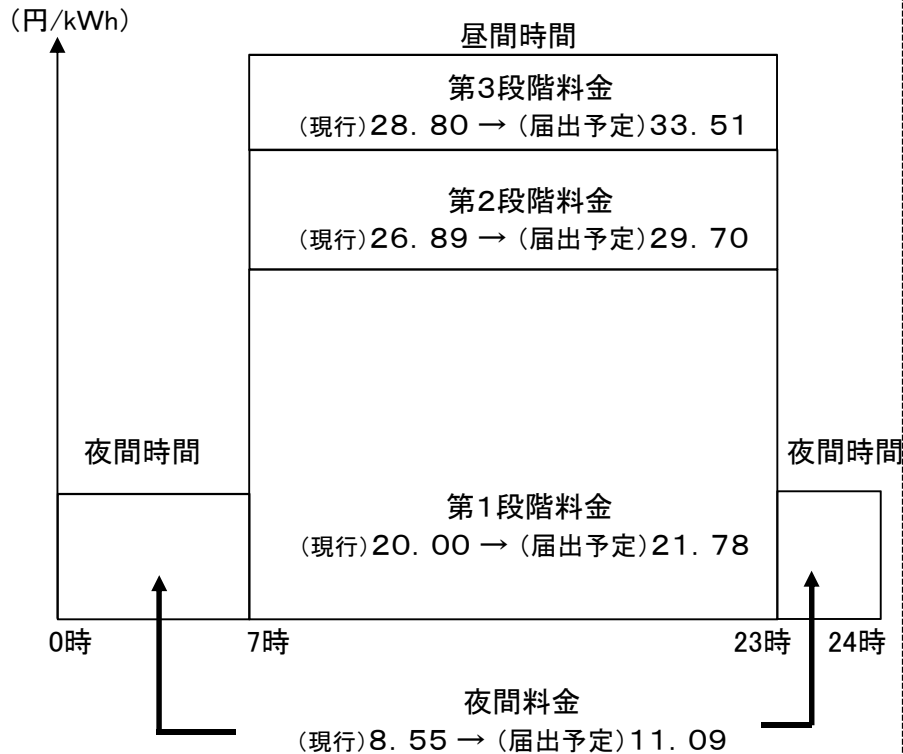 （円/kWh）
昼間時間
第3段階料金
（現行）28．80 → （届出予定）33．51
第2段階料金
（現行）26．89 → （届出予定）29．70
夜間時間
夜間時間
第1段階料金
（現行）20．00 → （届出予定）21．78
0時
7時
23時
24時
夜間料金
（現行）8．55 → （届出予定）11．09